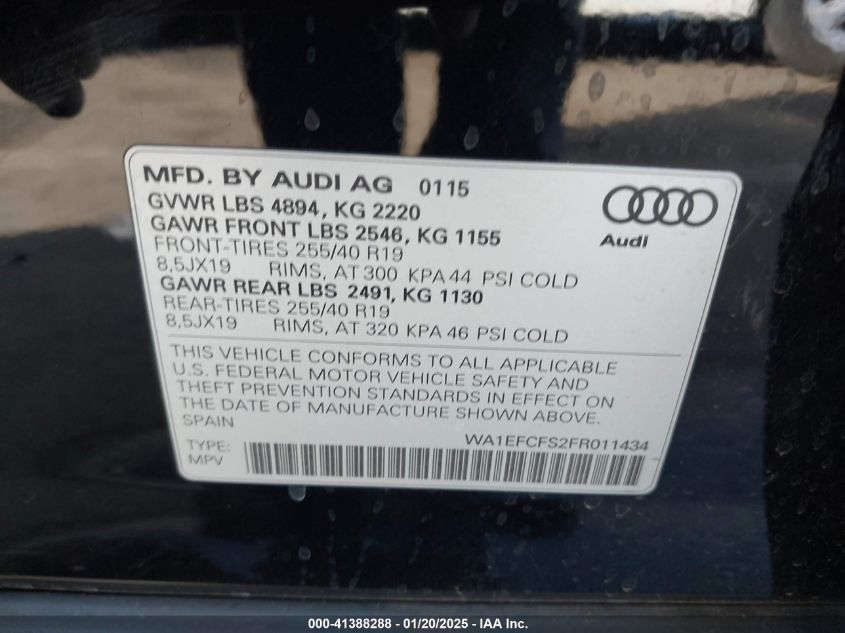 MFD. BY AUDI AG 0115
GVWR LBS 4894, KG 2220
GAWR FRONT LBS 2546, KG 1155
FRONT-TIRES 255/40 R19
8,5JX19 RIMS, AT 300 KPA 44 PSI COLD
GAWR REAR LBS 2491, KG 1130
REAR-TIRES 255/40 R19
8,5JX19 RIMS, AT 320 KPA 46 PSI COLD
Audi
THIS VEHICLE CONFORMS TO ALL APPLICABLE
U.S. FEDERAL MOTOR VEHICLE SAFETY AND
THEFT PREVENTION STANDARDS IN EFFECT ON
THE DATE OF MANUFACTURE SHOWN ABOVE.
SPAIN
WA1EFCFS2FR011434
TYPE:
MPV
000-41388288 - 01/20/2025 - IAA Inc.